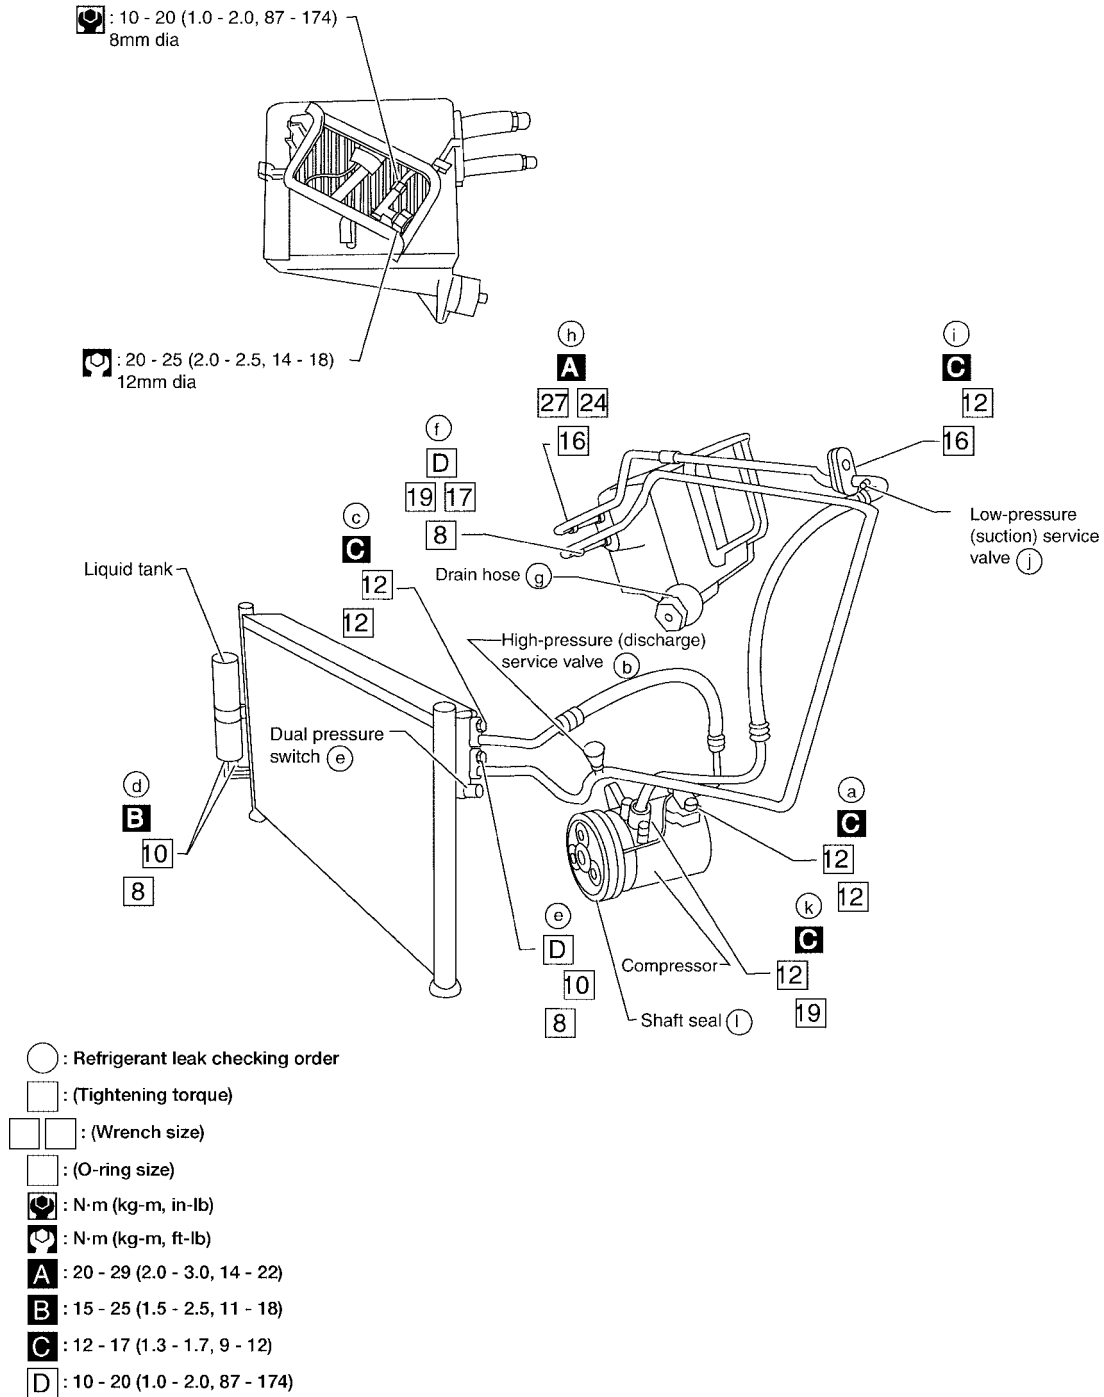 : 10 - 20 (1.0 - 2.0, 87 - 174)
8mm dia
: 20 - 25 (2.0 - 2.5, 14 - 18)
12mm dia
h
A
27 24
16
i
C
12
16
f
D
19 17
8
c
C
12
12
Low-pressure
(suction) service
valve j
Liquid tank
Drain hose g
High-pressure (discharge)
service valve b
Dual pressure
switch e
d
B
10
8
a
C
12
12
k
C
12
19
e
D
10
8
Compressor
Shaft seal l
: Refrigerant leak checking order
: (Tightening torque)
: (Wrench size)
: (O-ring size)
: N·m (kg-m, in-lb)
: N·m (kg-m, ft-lb)
A : 20 - 29 (2.0 - 3.0, 14 - 22)
B : 15 - 25 (1.5 - 2.5, 11 - 18)
C : 12 - 17 (1.3 - 1.7, 9 - 12)
D : 10 - 20 (1.0 - 2.0, 87 - 174)